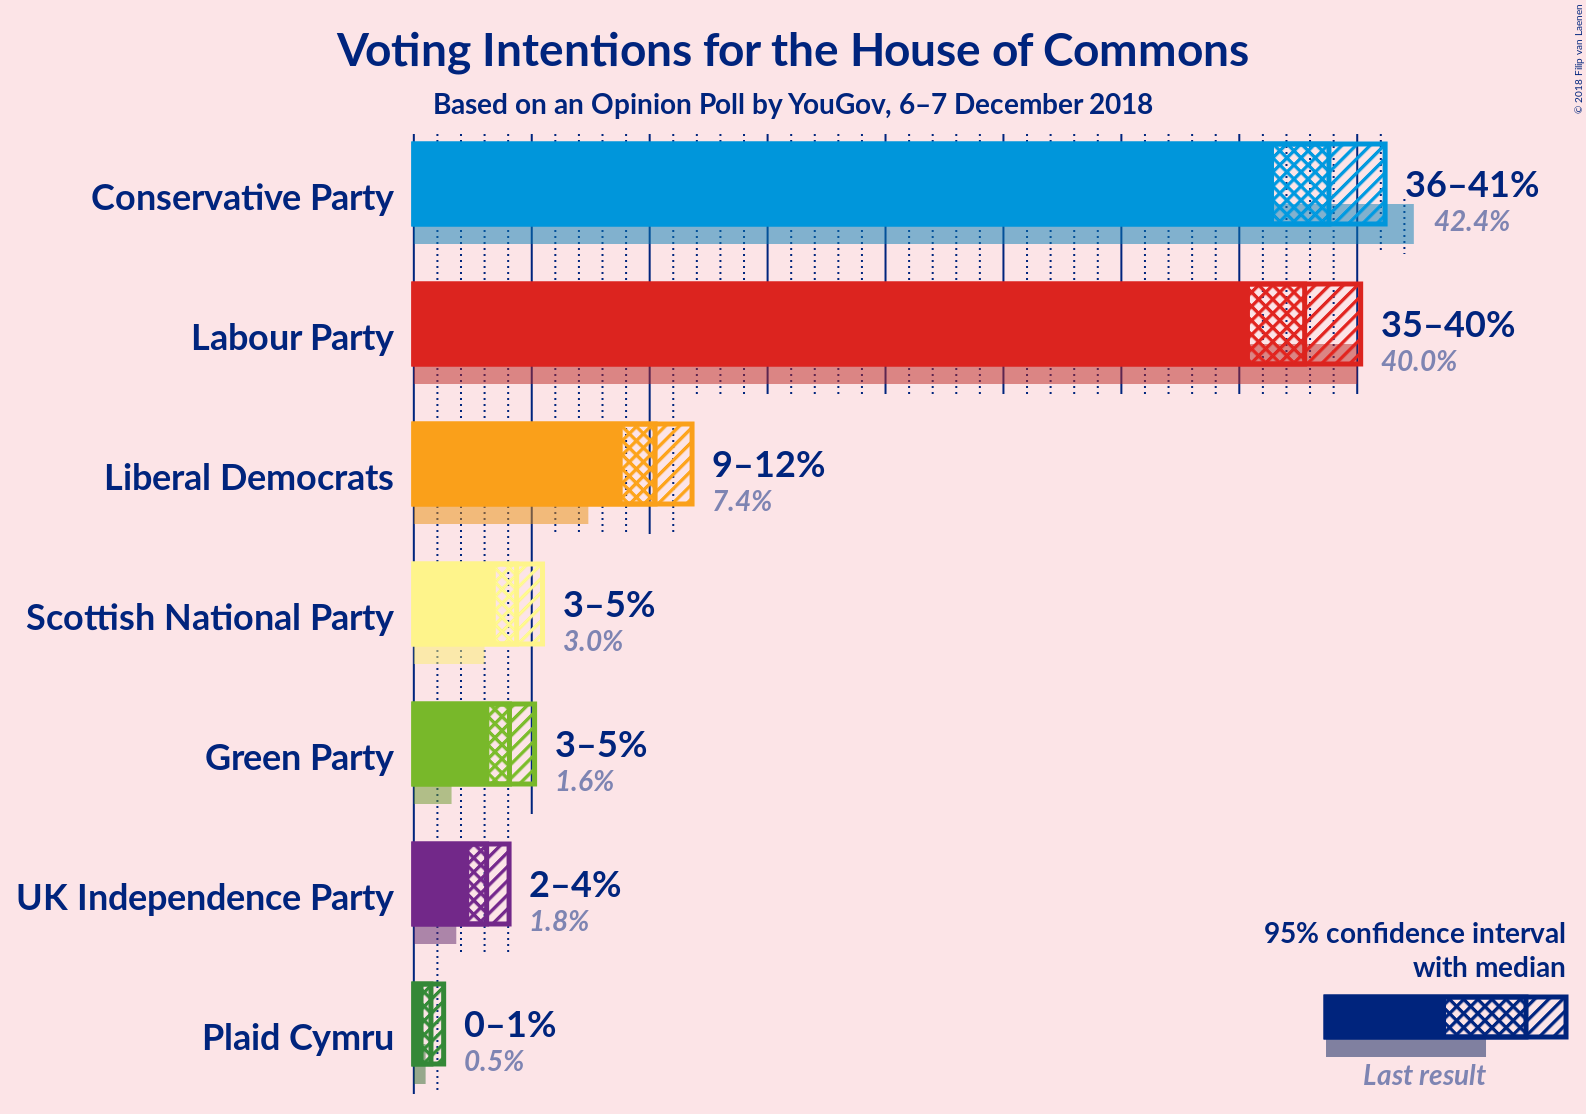 Voting Intentions for the House of Commons
Based on an Opinion Poll by YouGov, 6–7 December 2018
© 2018 Filip van Laenen
Conservative Party
36–41%
42.4%
Labour Party
35–40%
40.0%
Liberal Democrats
9–12%
7.4%
Scottish National Party
3–5%
3.0%
Green Party
3–5%
1.6%
UK Independence Party
2–4%
1.8%
Plaid Cymru
0–1%
0.5%
95% confidence interval
with median
Last result